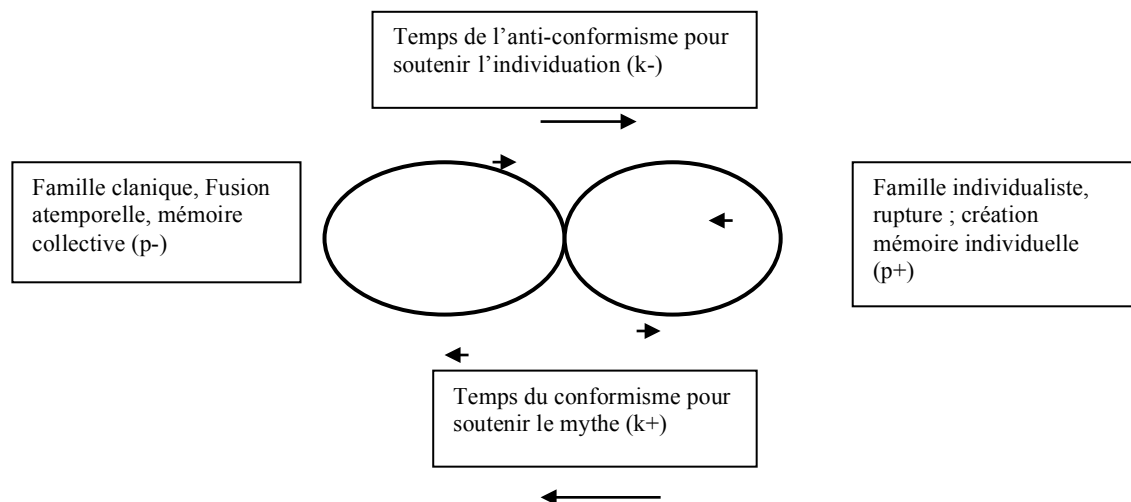 Temps de l’anti-conformisme pour
soutenir l’individuation (k-)
Famille clanique, Fusion
atemporelle, mémoire
collective (p-)
Famille individualiste,
rupture ; création
mémoire individuelle
(p+)
Temps du conformisme pour
soutenir le mythe (k+)